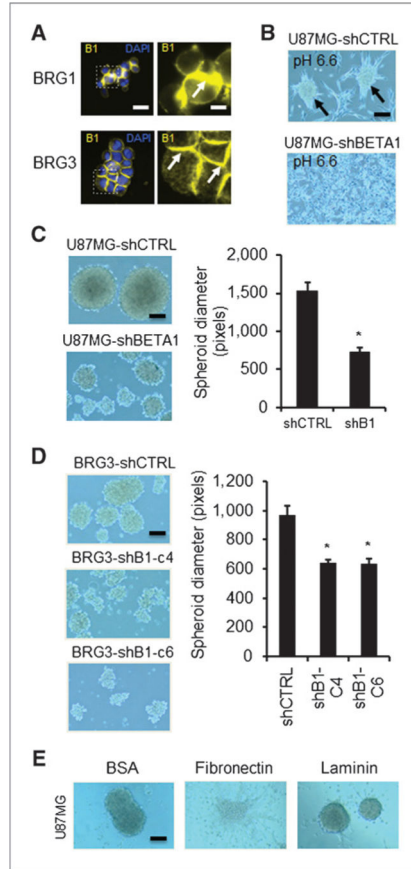 A
B1 DAPI B1
BRG1
B1 DAPI B1
BRG3
B
U87MG-shCTRL
pH 6.6
U87MG-shBETA1
pH 6.6
C
U87MG-shCTRL
U87MG-shBETA1
Spheroid diameter
(pixels)
2,000
1,500
1,000
500
0
*
shCTRL shB1
D
BRG3-shCTRL
BRG3-shB1-c4
BRG3-shB1-c6
Spheroid diameter (pixels)
1,200
1,000
800
600
400
200
0
* *
shCTRL
shB1-
C4
shB1-
C6
E
BSA Fibronectin Laminin
U87MG